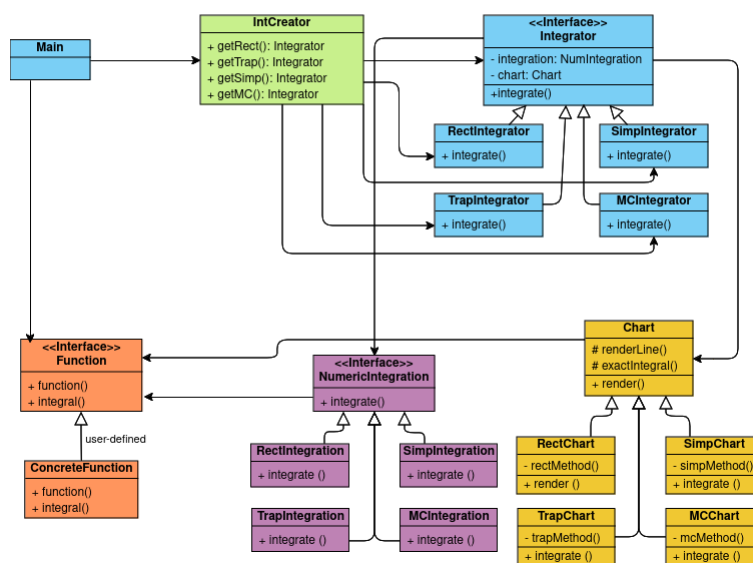 Main
IntCreator
+ getRect(): Integrator
+ getTrap(): Integrator
+ getSimp(): Integrator
+ getMC(): Integrator
<<Interface>>
Integrator
- integration: NumIntegration
- chart: Chart
+integrate()
RectIntegrator
+ integrate()
SimpIntegrator
+ integrate()
TrapIntegrator
+ integrate()
MCIntegrator
+ integrate()
<<Interface>>
Function
+ function()
+ integral()
user-defined
ConcreteFunction
+ function()
+ integral()
<<Interface>>
NumericIntegration
+ integrate()
RectIntegration
+ integrate ()
SimpIntegration
+ integrate ()
TrapIntegration
+ integrate ()
MCIntegration
+ integrate ()
Chart
# renderLine()
# exactIntegral()
+ render()
RectChart
- rectMethod()
+ render ()
SimpChart
- simpMethod()
+ integrate ()
TrapChart
- trapMethod()
+ integrate ()
MCChart
- mcMethod()
+ integrate ()